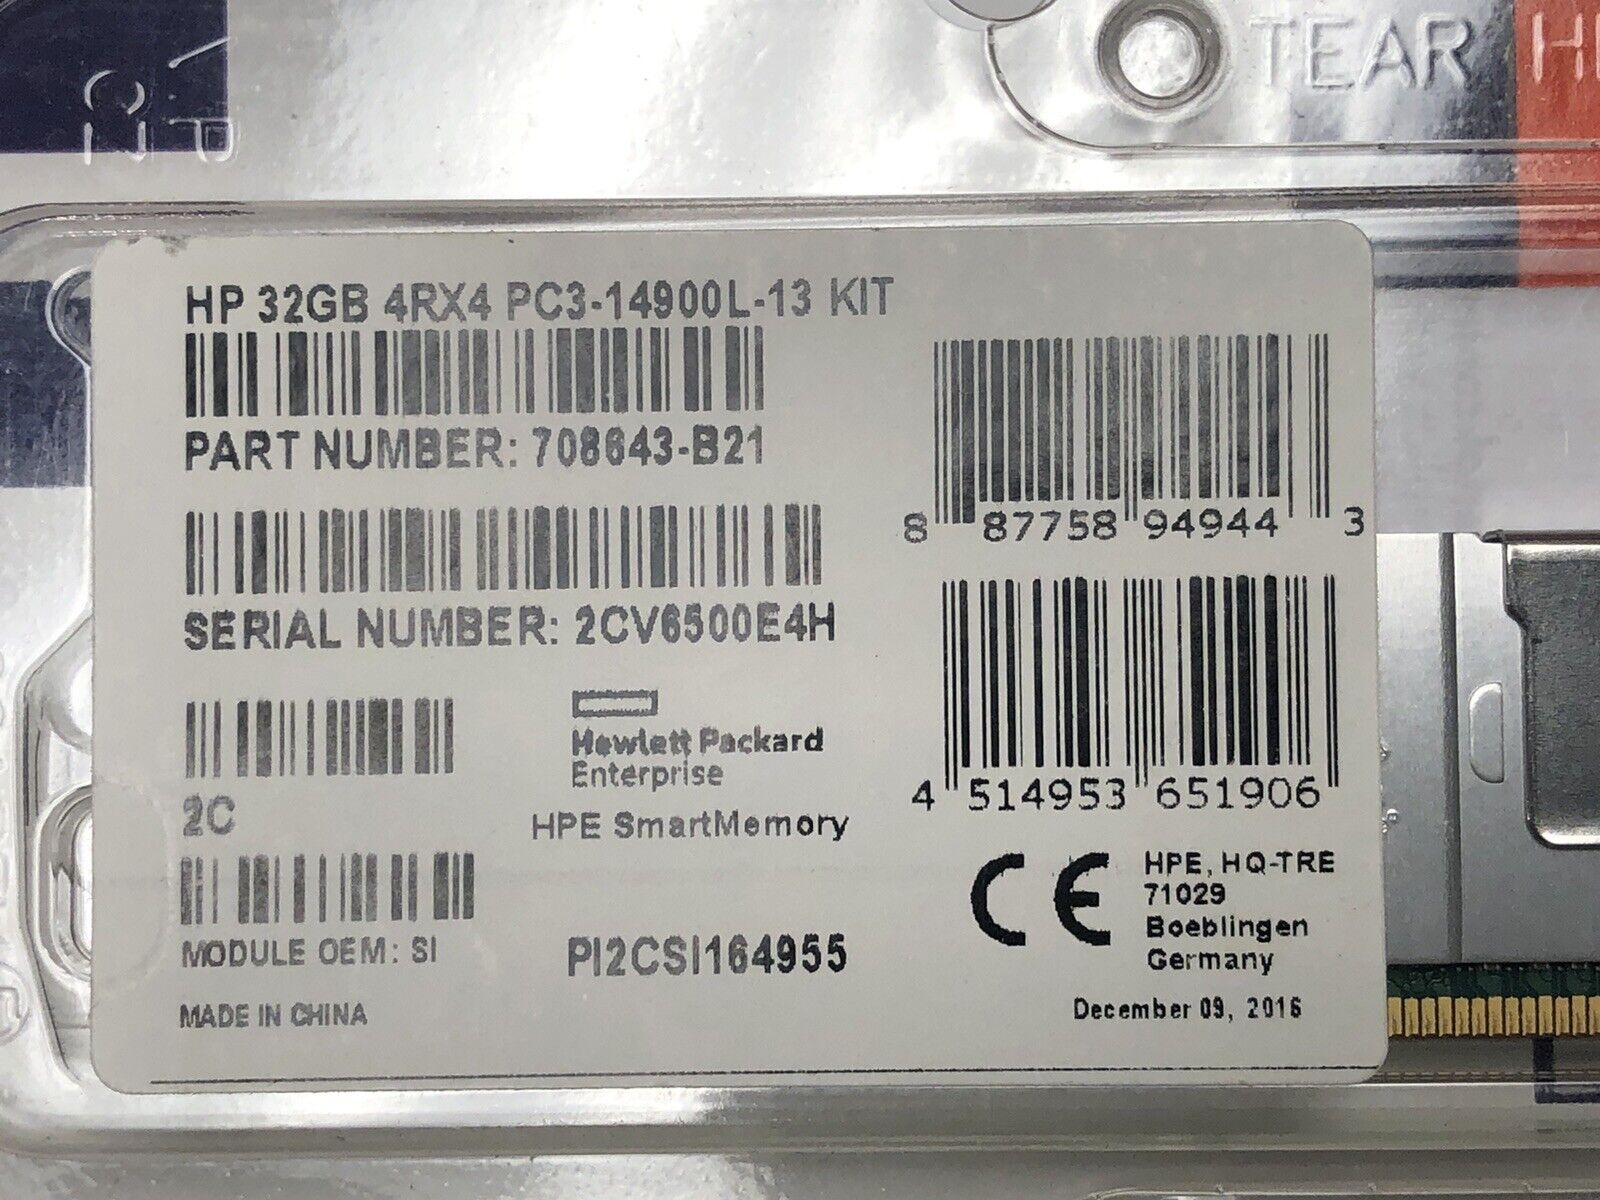 TEAR
HP 32GB 4RX4 PC3-14900L-13 KIT
PART NUMBER: 708643-B21
8 87758 94944 3
SERIAL NUMBER: 2CV6500E4H
Hewlett Packard
Enterprise
HPE SmartMemory
2C
4 514953 651906
MODULE OEM: SI
PI2CSI164955
HPE, HQ-TRE
71029
Boeblingen
Germany
MADE IN CHINA
December 09, 2016